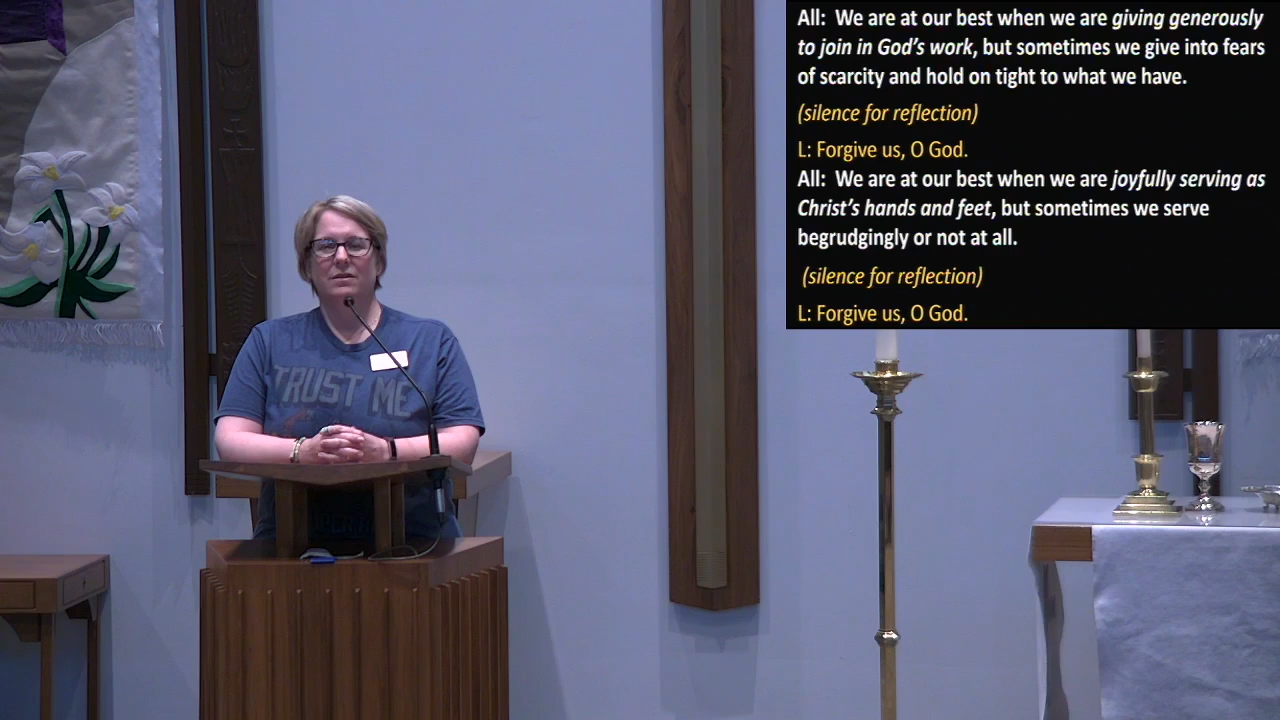 All: We are at our best when we are giving generously
to join in God's work, but sometimes we give into fears
of scarcity and hold on tight to what we have.
(silence for reflection)
L: Forgive us, O God.
All: We are at our best when we are joyfully serving as
Christ's hands and feet, but sometimes we serve
begrudgingly or not at all.
(silence for reflection)
L: Forgive us, O God.
TRUST ME